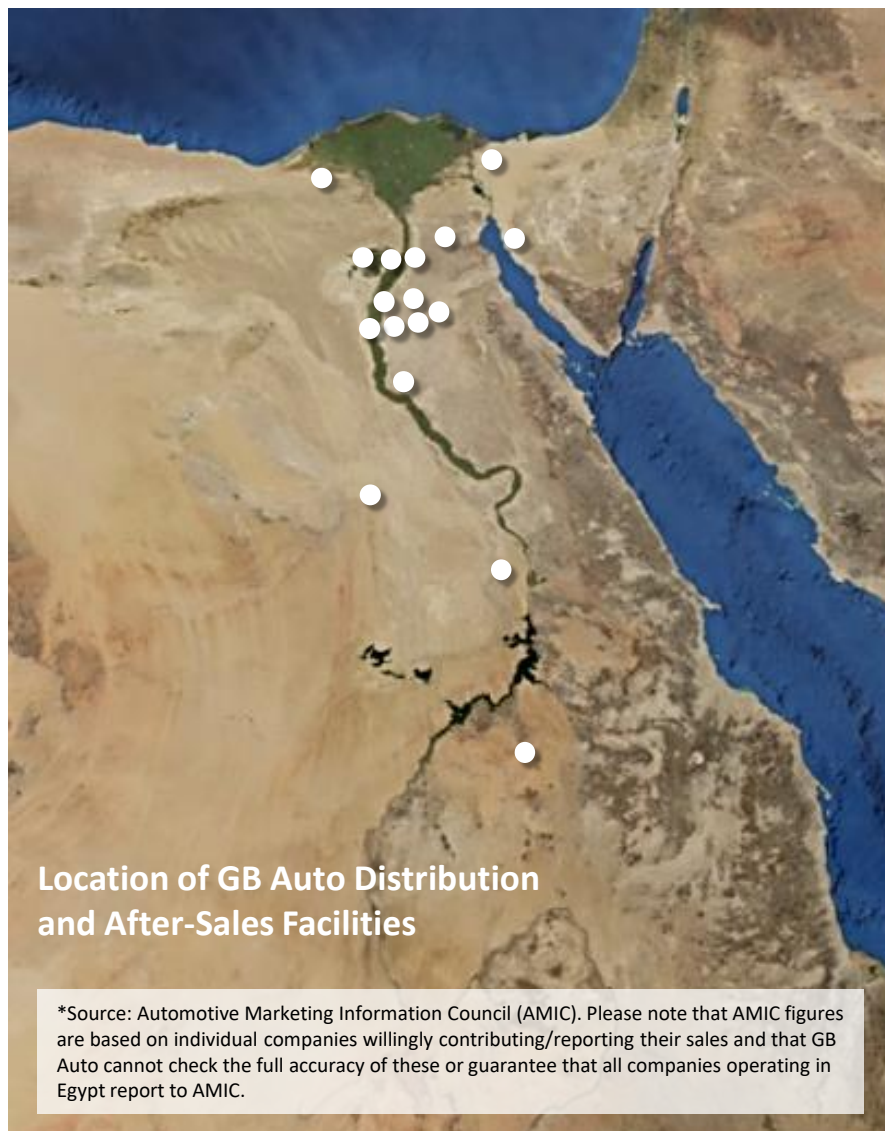 Location of GB Auto Distribution
and After-Sales Facilities
*Source: Automotive Marketing Information Council (AMIC). Please note that AMIC figures
are based on individual companies willingly contributing/reporting their sales and that GB
Auto cannot check the full accuracy of these or guarantee that all companies operating in
Egypt report to AMIC.